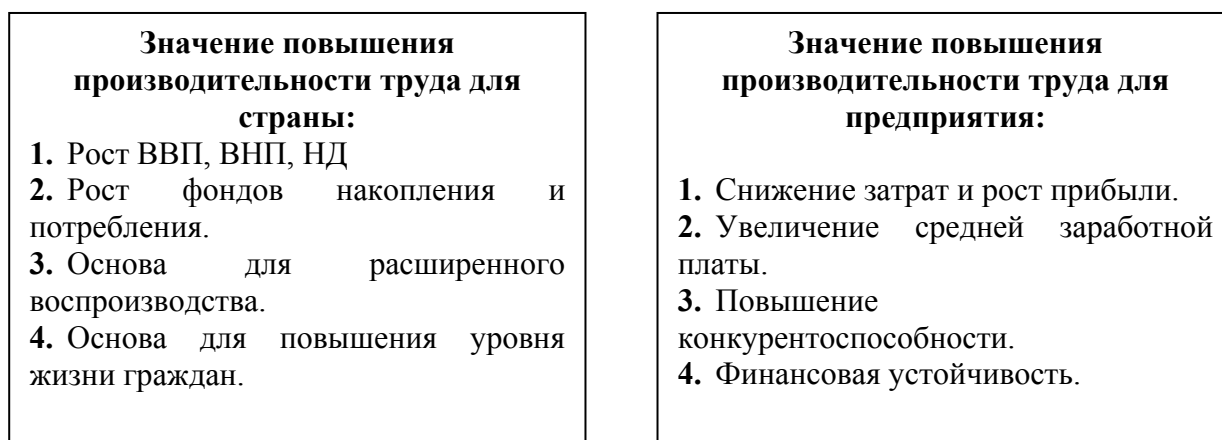 Значение повышения
производительности труда для
страны:
1. Рост ВВП, ВНП, НД
2. Рост фондов накопления и
потребления.
3. Основа для расширенного
воспроизводства.
4. Основа для повышения уровня
жизни граждан.
Значение повышения
производительности труда для
предприятия:
1. Снижение затрат и рост прибыли.
2. Увеличение средней заработной
платы.
3. Повышение
конкурентоспособности.
4. Финансовая устойчивость.